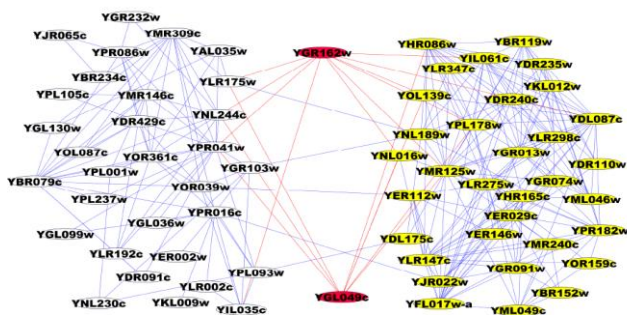 YGR232w
YJR065c
YMR309c
YPR086w
YAL035w
YBR234c
YLR175w
YPL105c
YMR146c
YNL244c
YDR429c
YGL130w
YPR041w
YOL087c
YOR361c
YGR103w
YPL001w
YBR079c
YOR039w
YPL237w
YPR016c
YGL036w
YGL099w
YLR192c
YER002w
YPL093w
YDR091c
YLR002c
YNL230c
YKL009w
YIL035c
YGR162w
YGL049c
YHR086w
YBR119w
YIL061c
YLR347c
YDR235w
YKL012w
YOL139c
YDR240c
YDL087c
YPL178w
YNL189w
YLR298c
YNL016w
YGR013w
YDR110w
YMR125w
YLR275w
YGR074w
YER112w
YHR165c
YML046w
YER029c
YPR182w
YER146w
YDL175c
YMR240c
YLR147c
YOR159c
YGR091w
YJR022w
YBR152w
YFL017w-a
YML049c